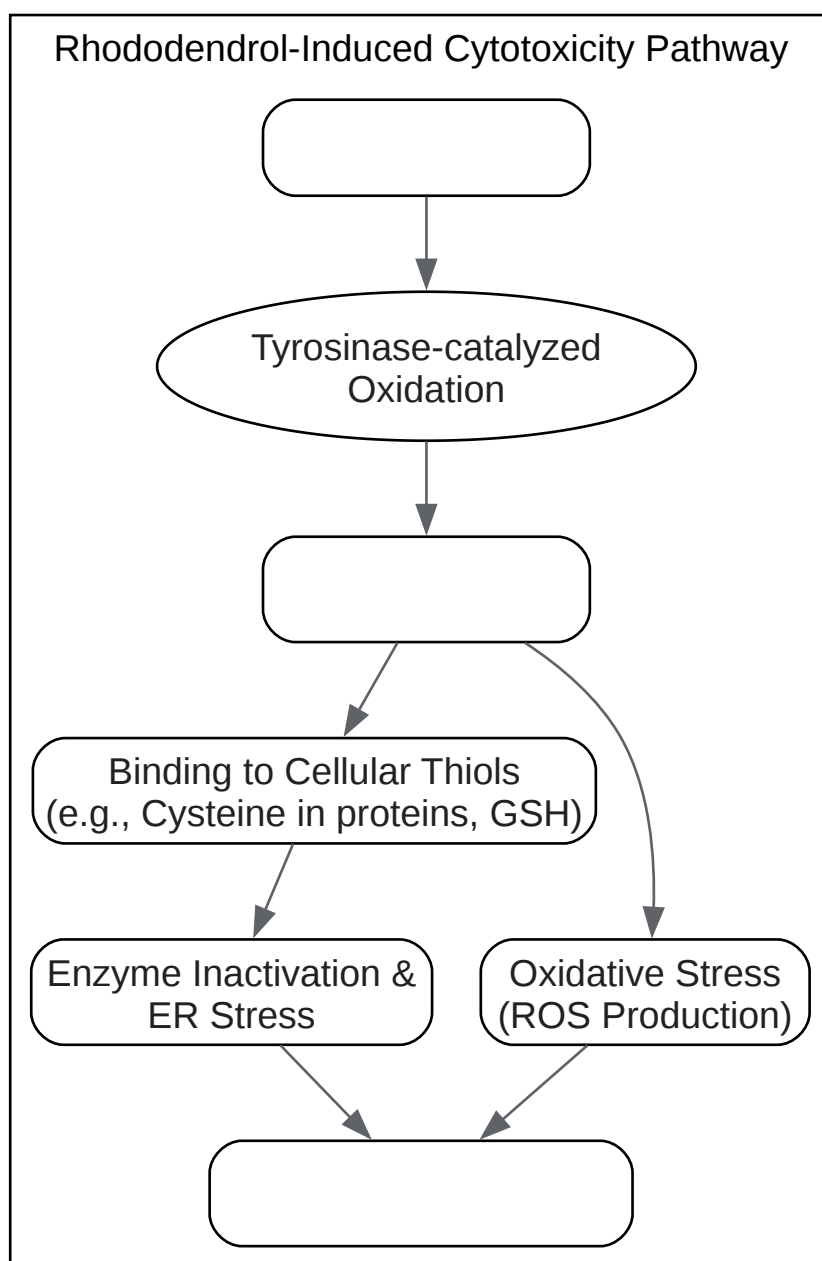 Rhododendrol-Induced Cytotoxicity Pathway
Tyrosinase-catalyzed
Oxidation
Binding to Cellular Thiols
(e.g., Cysteine in proteins, GSH)
Enzyme Inactivation &
ER Stress
Oxidative Stress
(ROS Production)